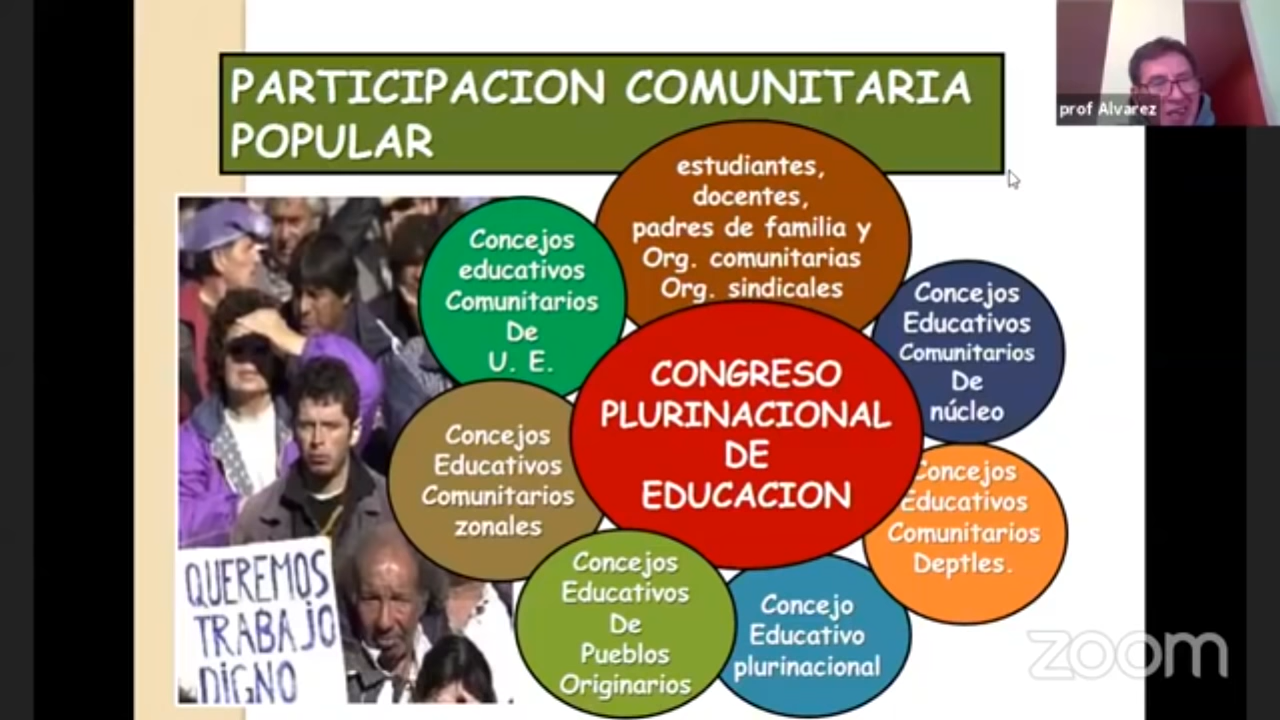 PARTICIPACION COMUNITARIA
POPULAR
prof Alvarez
estudiantes,
docentes,
padres de familia y
Org. comunitarias
Org. sindicales
Concejos
educativos
Comunitarios
De
U. E.
Concejos
Educativos
Comunitarios
De
núcleo
CONGRESO
PLURINACIONAL
DE
EDUCACION
Concejos
Educativos
Comunitarios
zonales
Concejos
Educativos
Comunitarios
Deptles.
Concejos
Educativos
De
Pueblos
Originarios
Concejo
Educativo
plurinacional
QUEREMOS
TRABAJO
DIGNO
zoom